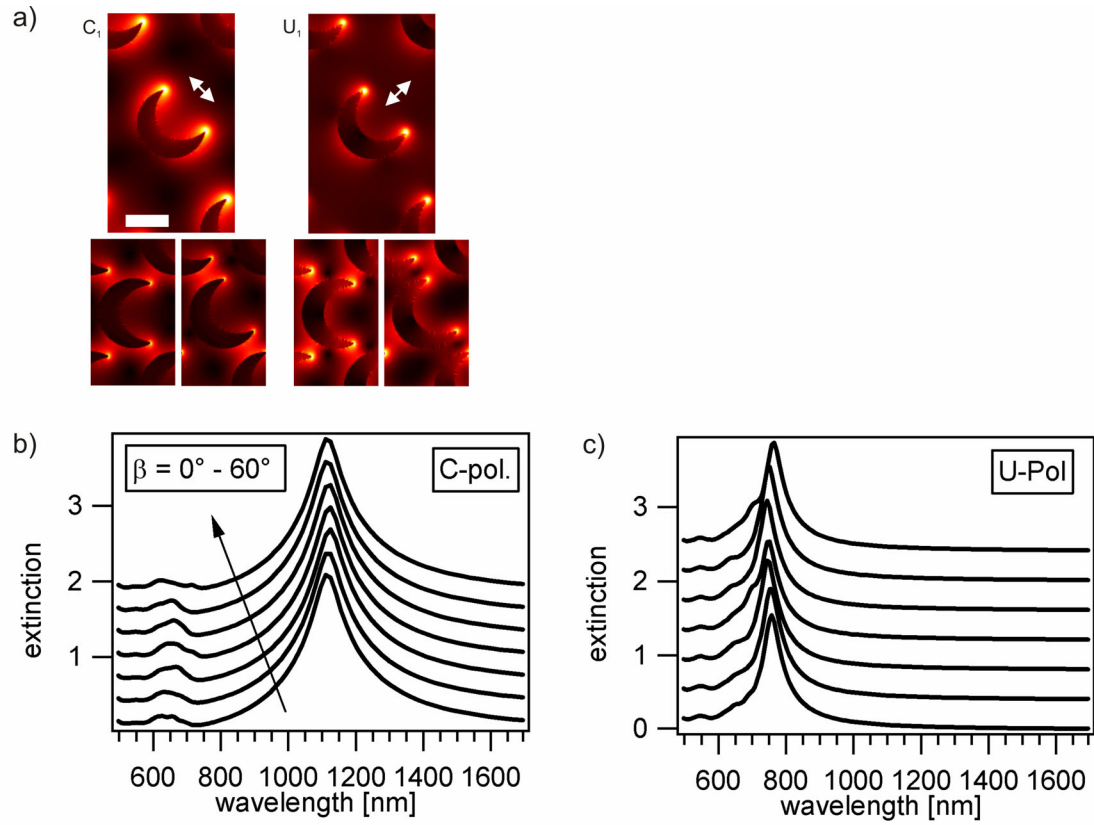 a)
C₁
U₁
b)
β = 0° - 60°
C-pol.
3
2
1
extinction
600 800 1000 1200 1400 1600
wavelength [nm]
c)
U-Pol
3
2
1
0
extinction
600 800 1000 1200 1400 1600
wavelength [nm]